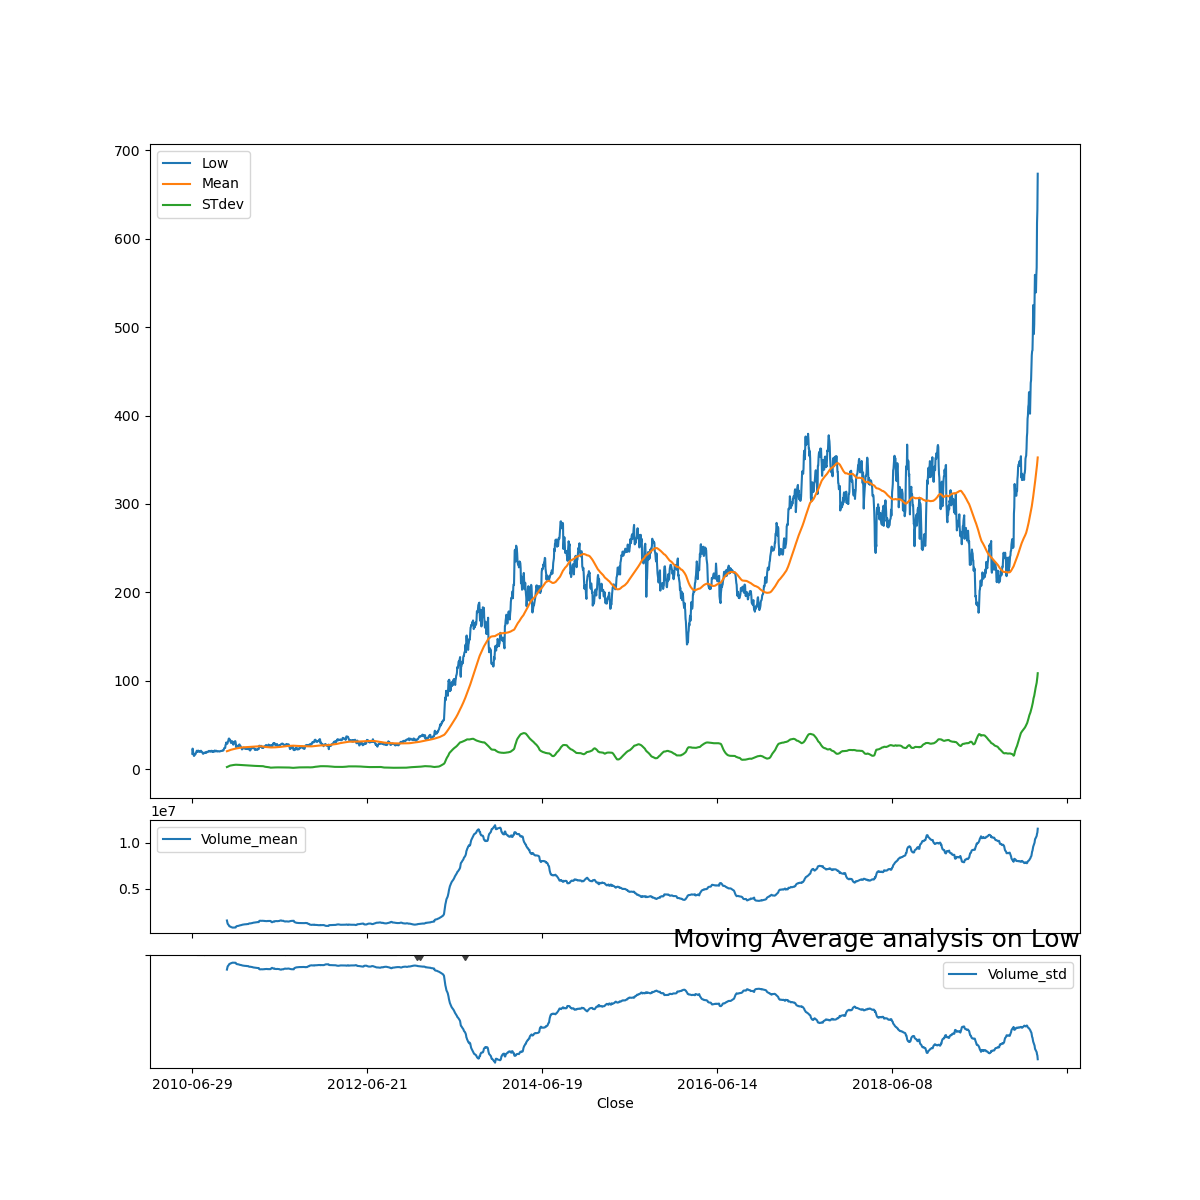 700
600
500
400
300
200
100
0
Low
Mean
STdev
1e7
1.0
0.5
Volume_mean
Moving Average analysis on Low
Volume_std
2010-06-29 2012-06-21 2014-06-19 2016-06-14 2018-06-08
Close